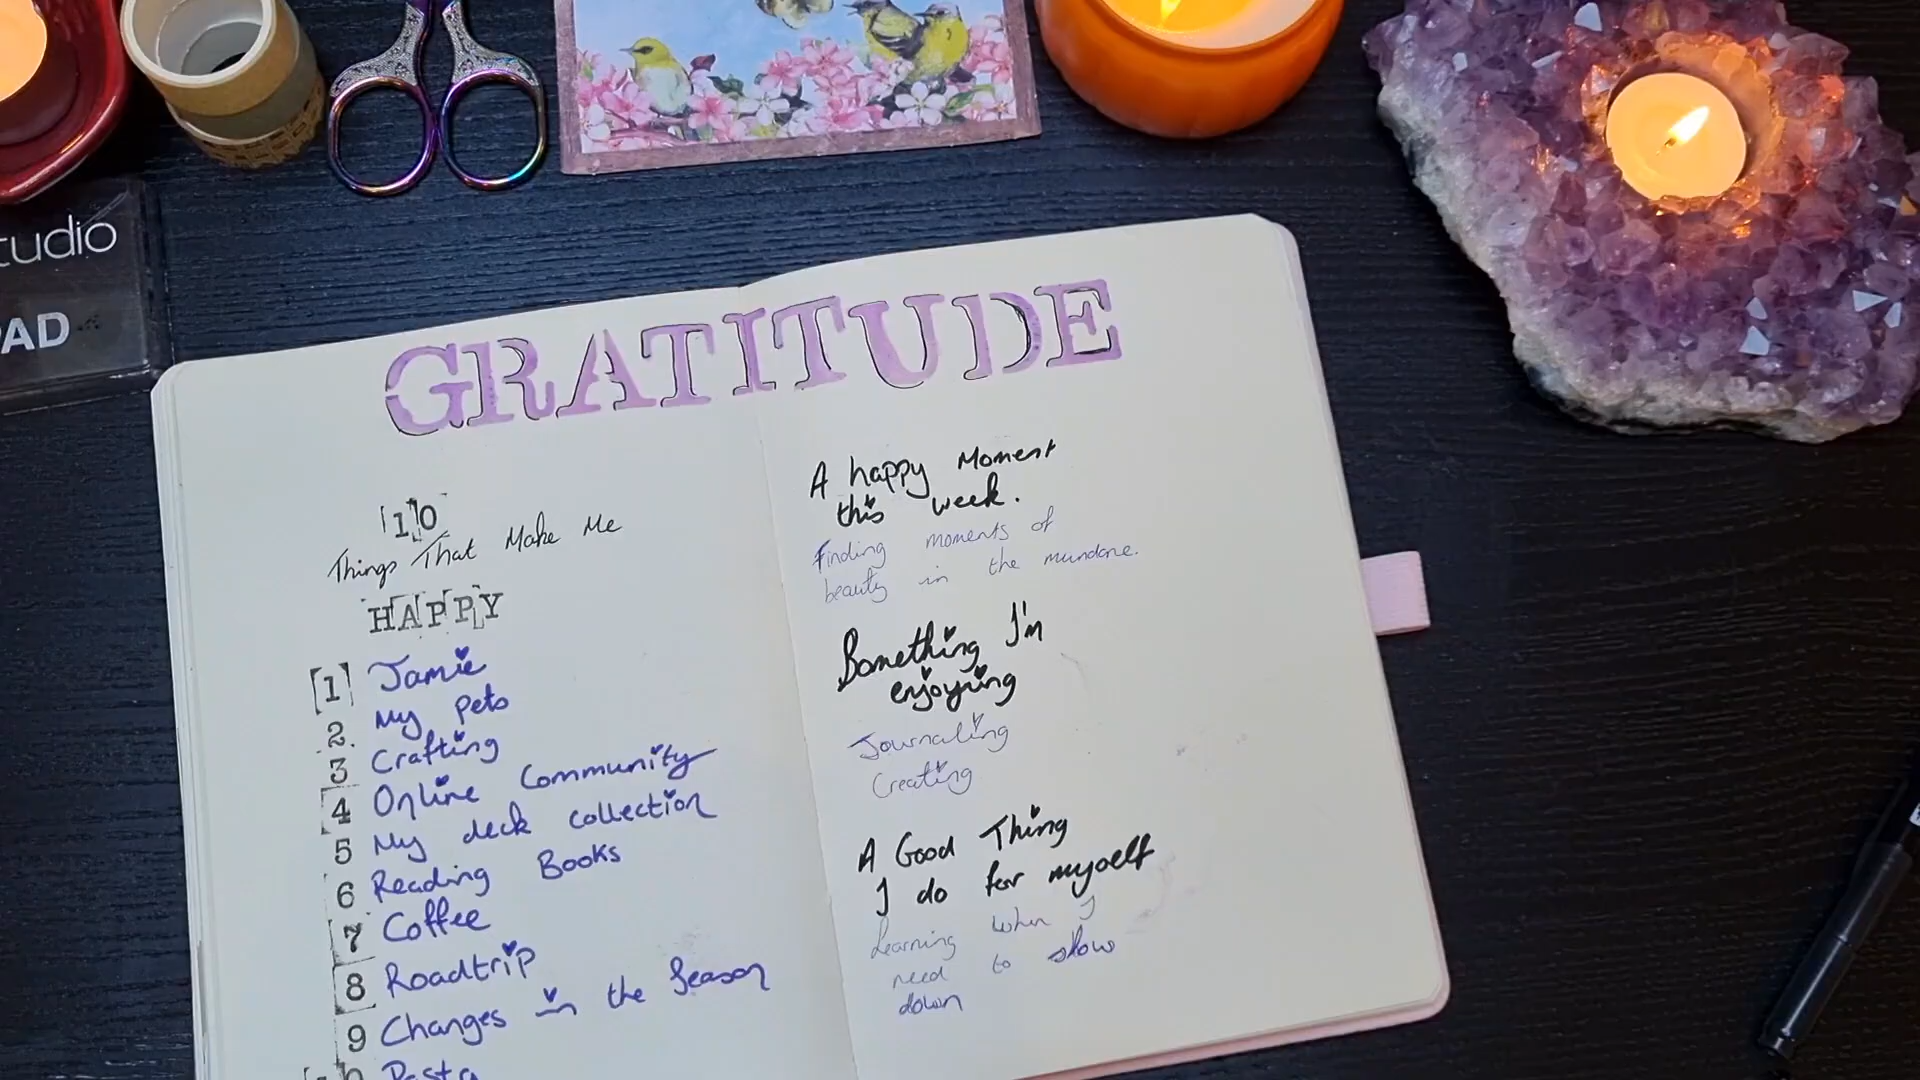 tudio
PAD
GRATITUDE
10
Things That Make Me
HAPPY
1 Jamie
2. My pets
3 Crafting
4 Online Community
5 My deck collection
6 Reading Books
7 Coffee
8 Roadtrip
9 Changes in the Season
10 Pasta
A happy Moment
this week.
Finding moments of
beauty in the mundane.
Something I'm
enjoying
Journaling
Creating
A Good Thing
I do for myself
Learning when I
need to slow
down